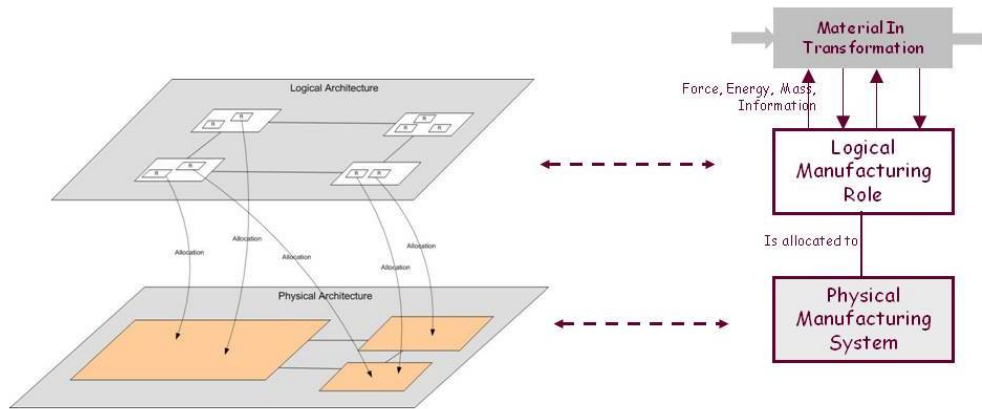 Material In
Transformation
Force, Energy, Mass,
Information
Logical Architecture
Logical
Manufacturing
Role
Allocation
Allocation
Allocation
Allocation
Allocation
Is allocated to
Physical Architecture
Physical
Manufacturing
System